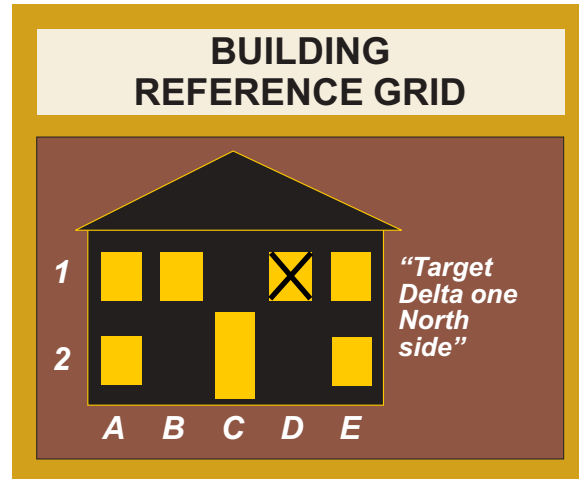 BUILDING
REFERENCE GRID
1
“Target
Delta one
North
side”
2
A B C D E